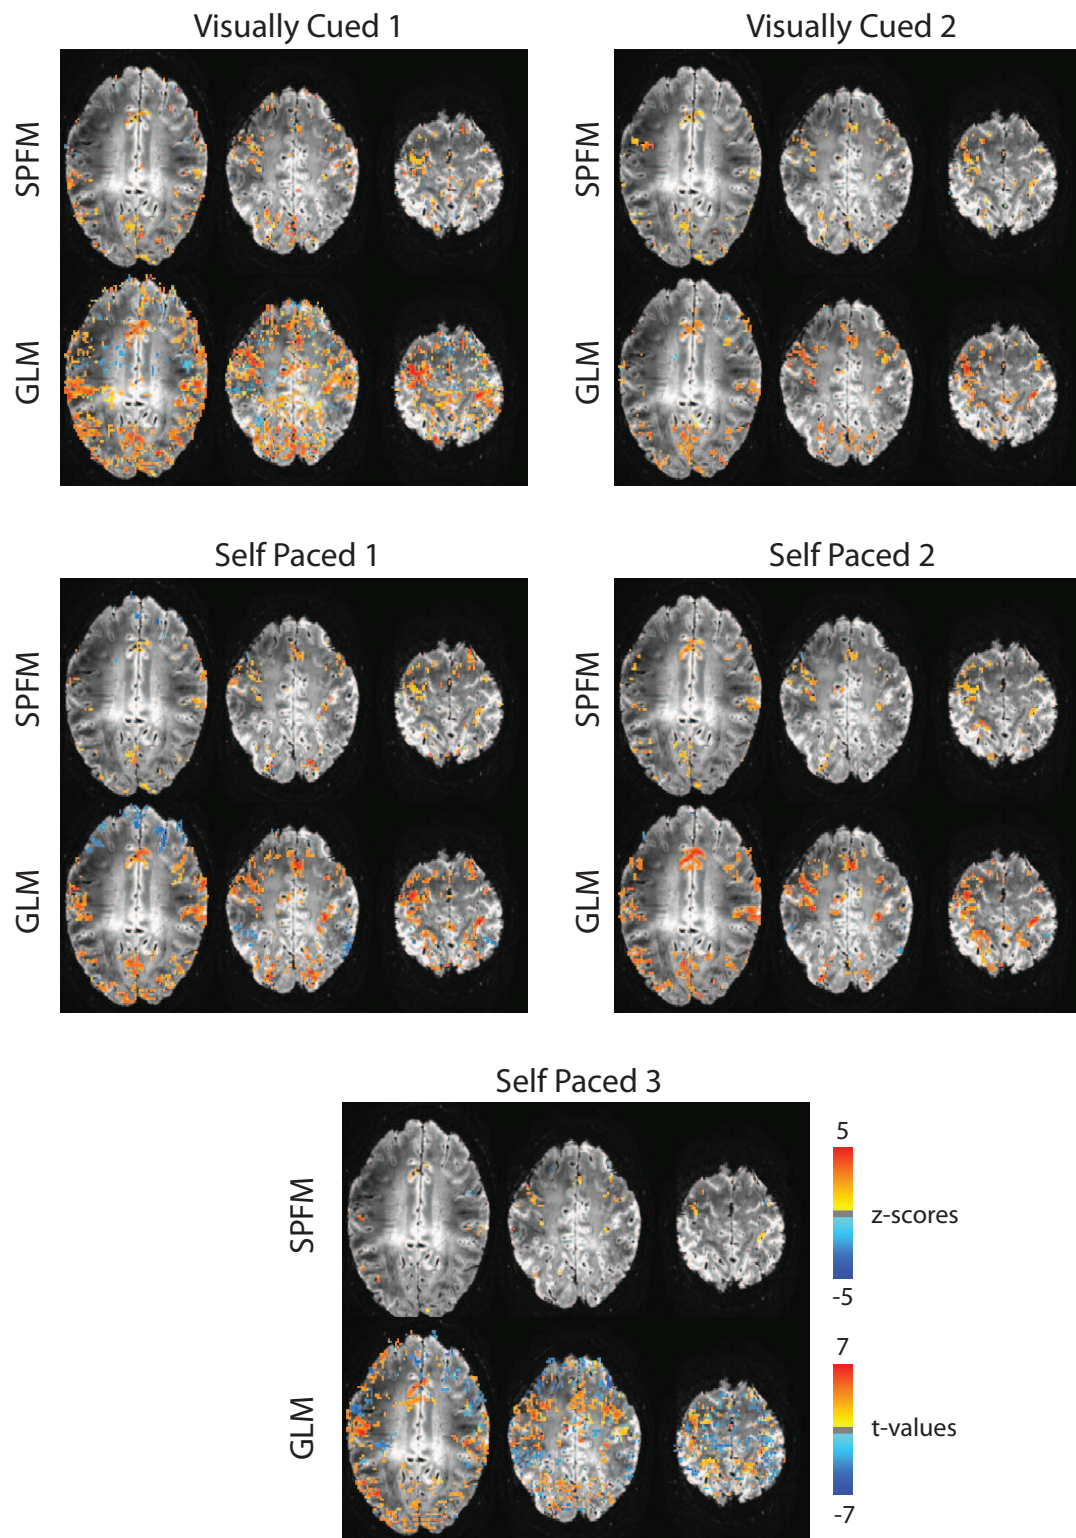 Visually Cued 1
Visually Cued 2
SPFM
SPFM
GLM
GLM
Self Paced 1
Self Paced 2
SPFM
SPFM
GLM
GLM
Self Paced 3
SPFM
5
z-scores
-5
GLM
7
t-values
-7